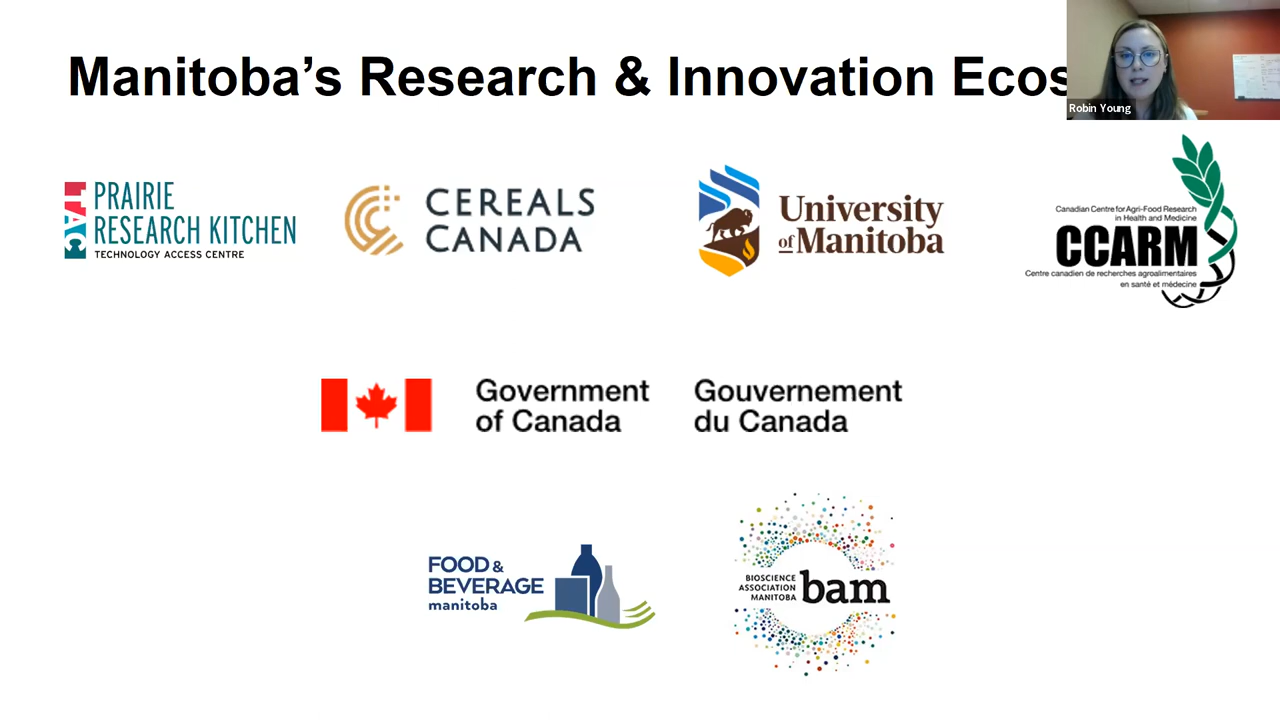 Manitoba's Research & Innovation Ecos
Robin Young
TAC
PRAIRIE
RESEARCH KITCHEN
TECHNOLOGY ACCESS CENTRE
CEREALS
CANADA
University
of Manitoba
Canadian Centre for Agri-Food Research
in Health and Medicine
CCARM
Centre canadien de recherches agroalimentaires
en santé et médecine
Government
of Canada
Gouvernement
du Canada
FOOD &
BEVERAGE
manitoba
BIOSCIENCE
ASSOCIATION
MANITOBA
bam